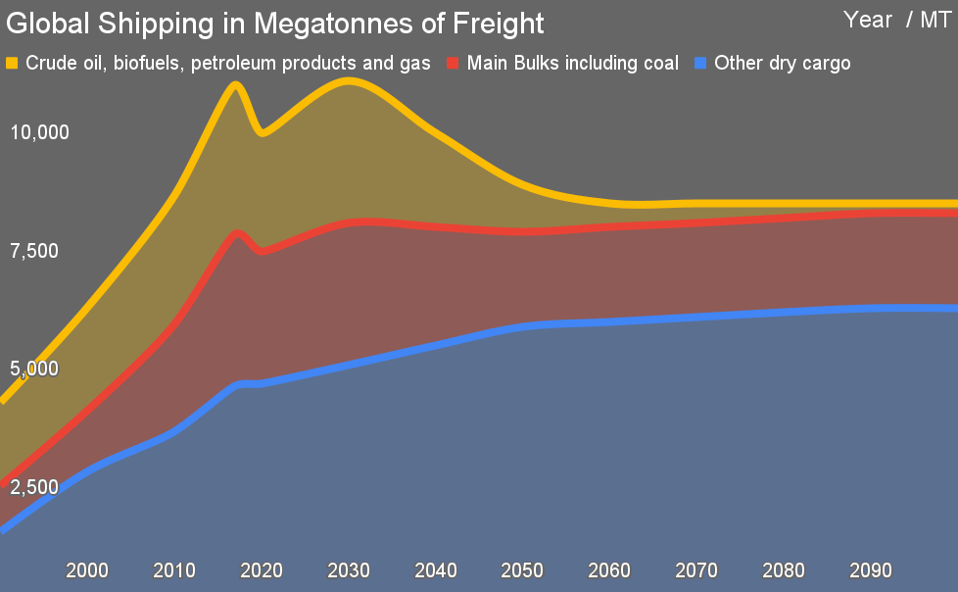 Global Shipping in Megatonnes of Freight
Year / MT
Crude oil, biofuels, petroleum products and gas Main Bulks including coal Other dry cargo
10,000
7,500
5,000
2,500
2000 2010 2020 2030 2040 2050 2060 2070 2080 2090